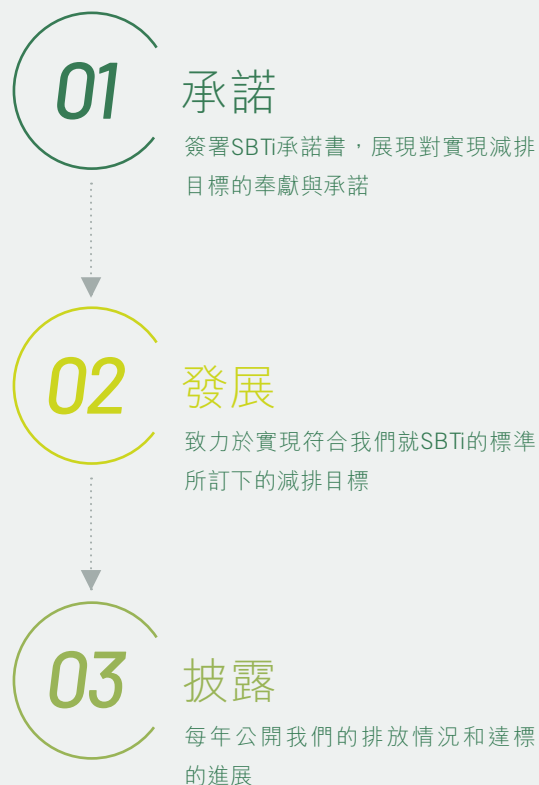 01
承諾
簽署SBTi承諾書，展現對實現減排
目標的奉獻與承諾
02
發展
致力於實現符合我們就SBTi的標準
所訂下的減排目標
03
披露
每年公開我們的排放情況和達標
的進展